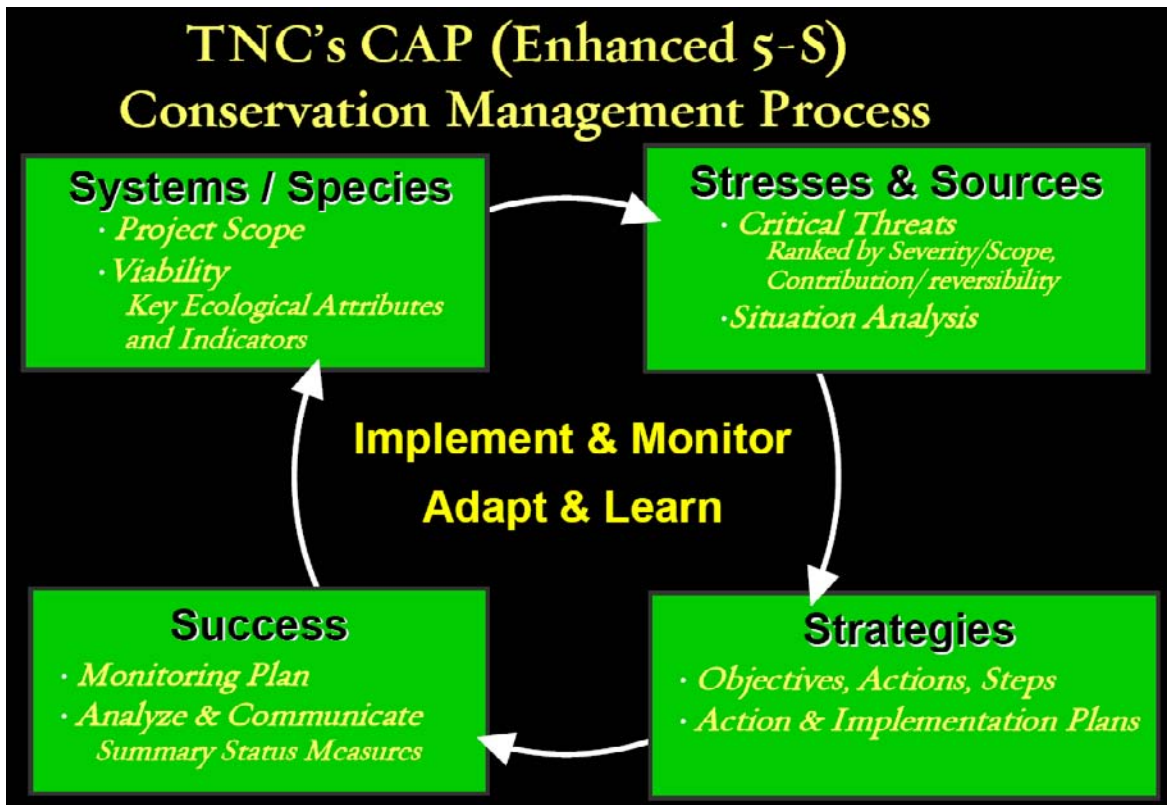 TNC's CAP (Enhanced 5-S)
Conservation Management Process
Systems / Species
· Project Scope
· Viability
Key Ecological Attributes
and Indicators
Stresses & Sources
· Critical Threats
Ranked by Severity/Scope,
Contribution/ reversibility
·Situation Analysis
Implement & Monitor
Adapt & Learn
Success
· Monitoring Plan
· Analyze & Communicate
Summary Status Measures
Strategies
· Objectives, Actions, Steps
· Action & Implementation Plans